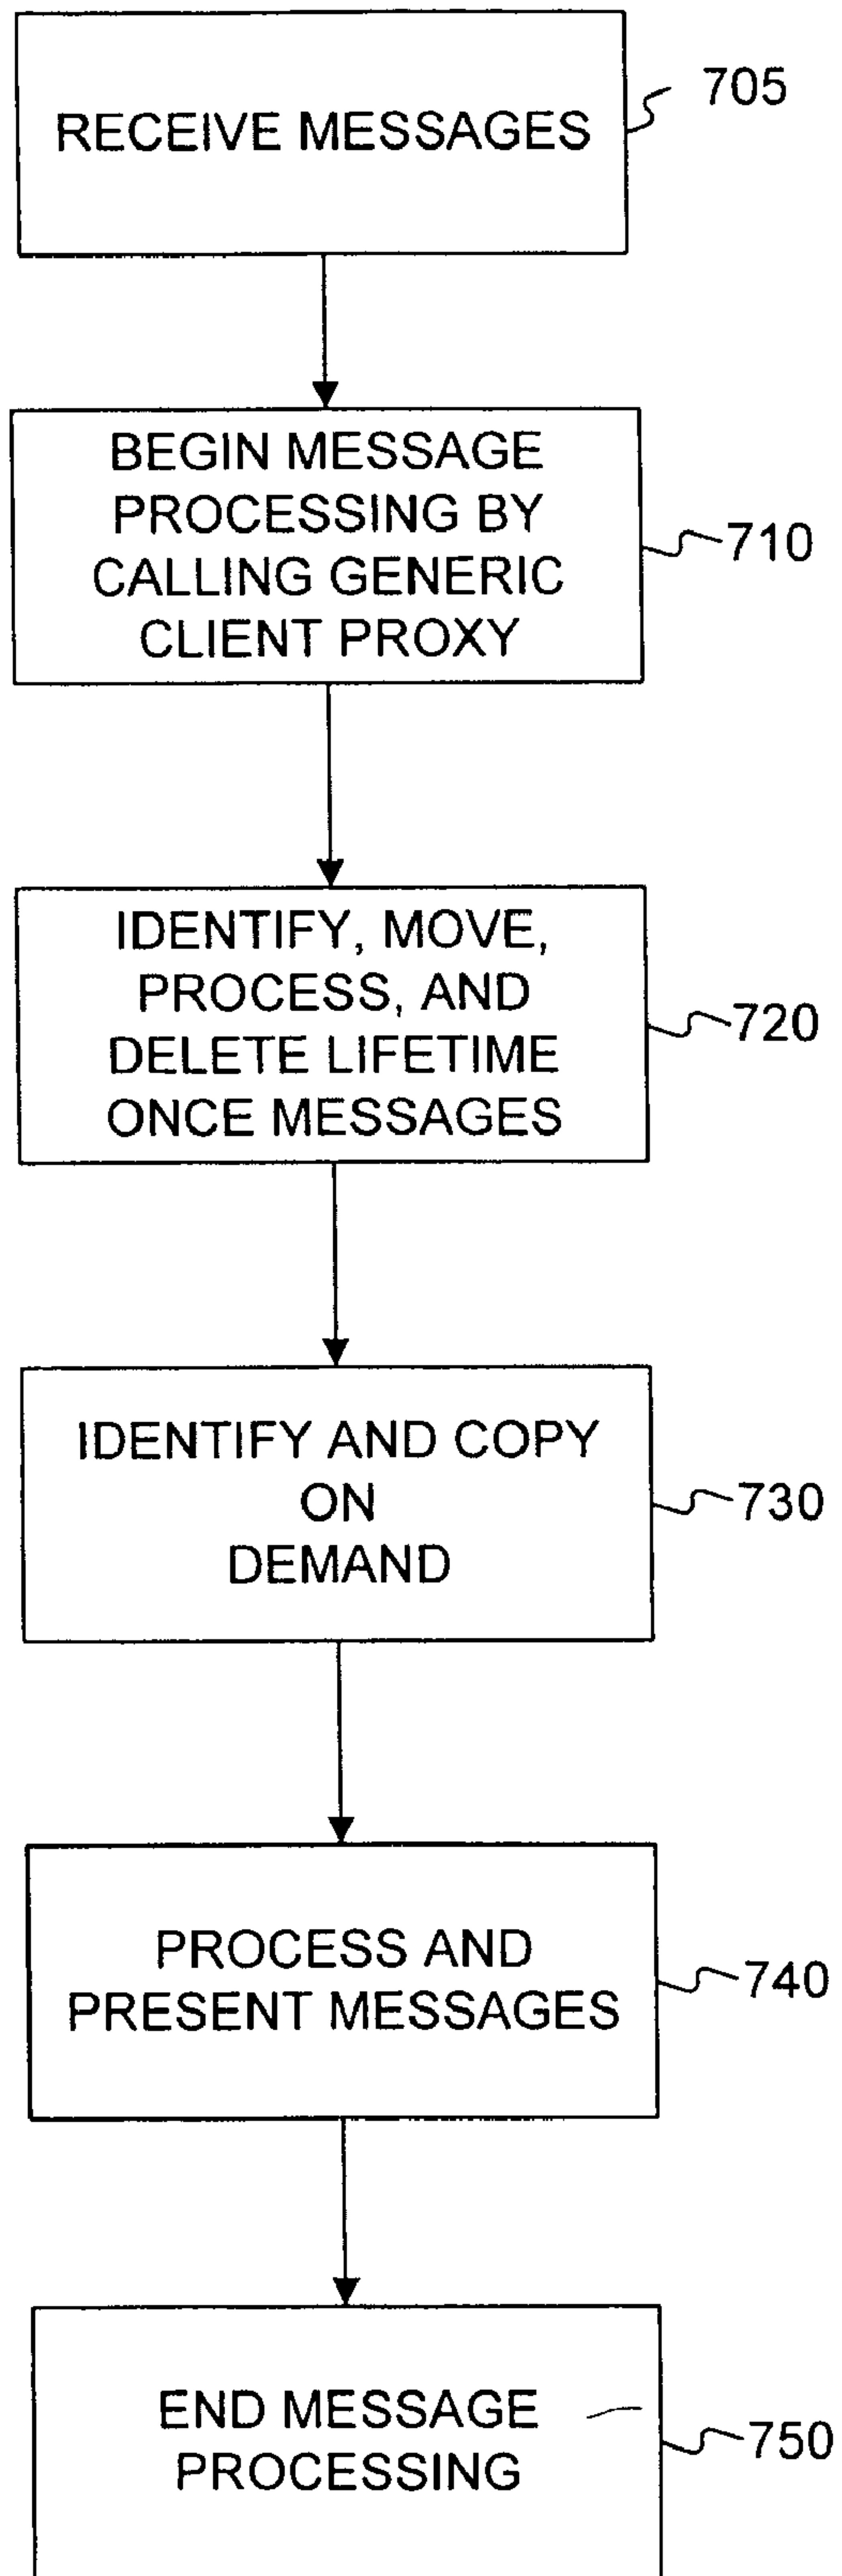 RECEIVE MESSAGES
705
BEGIN MESSAGE
PROCESSING BY
CALLING GENERIC
CLIENT PROXY
710
IDENTIFY, MOVE,
PROCESS, AND
DELETE LIFETIME
ONCE MESSAGES
720
IDENTIFY AND COPY
ON
DEMAND
730
PROCESS AND
PRESENT MESSAGES
740
END MESSAGE
PROCESSING
750